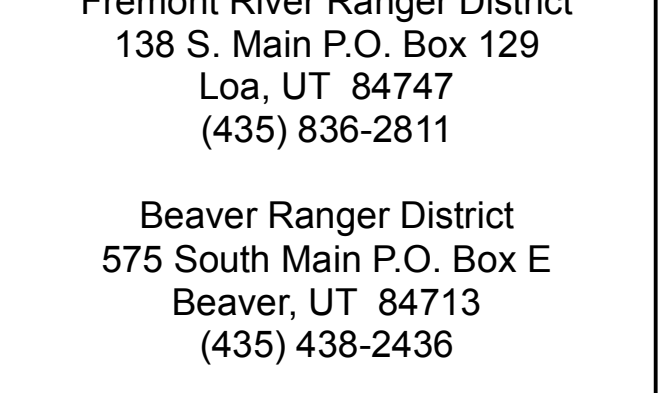 Fremont River Ranger District
138 S. Main P.O. Box 129
Loa, UT  84747
(435) 836-2811
Beaver Ranger District
575 South Main P.O. Box E
Beaver, UT  84713
(435) 438-2436